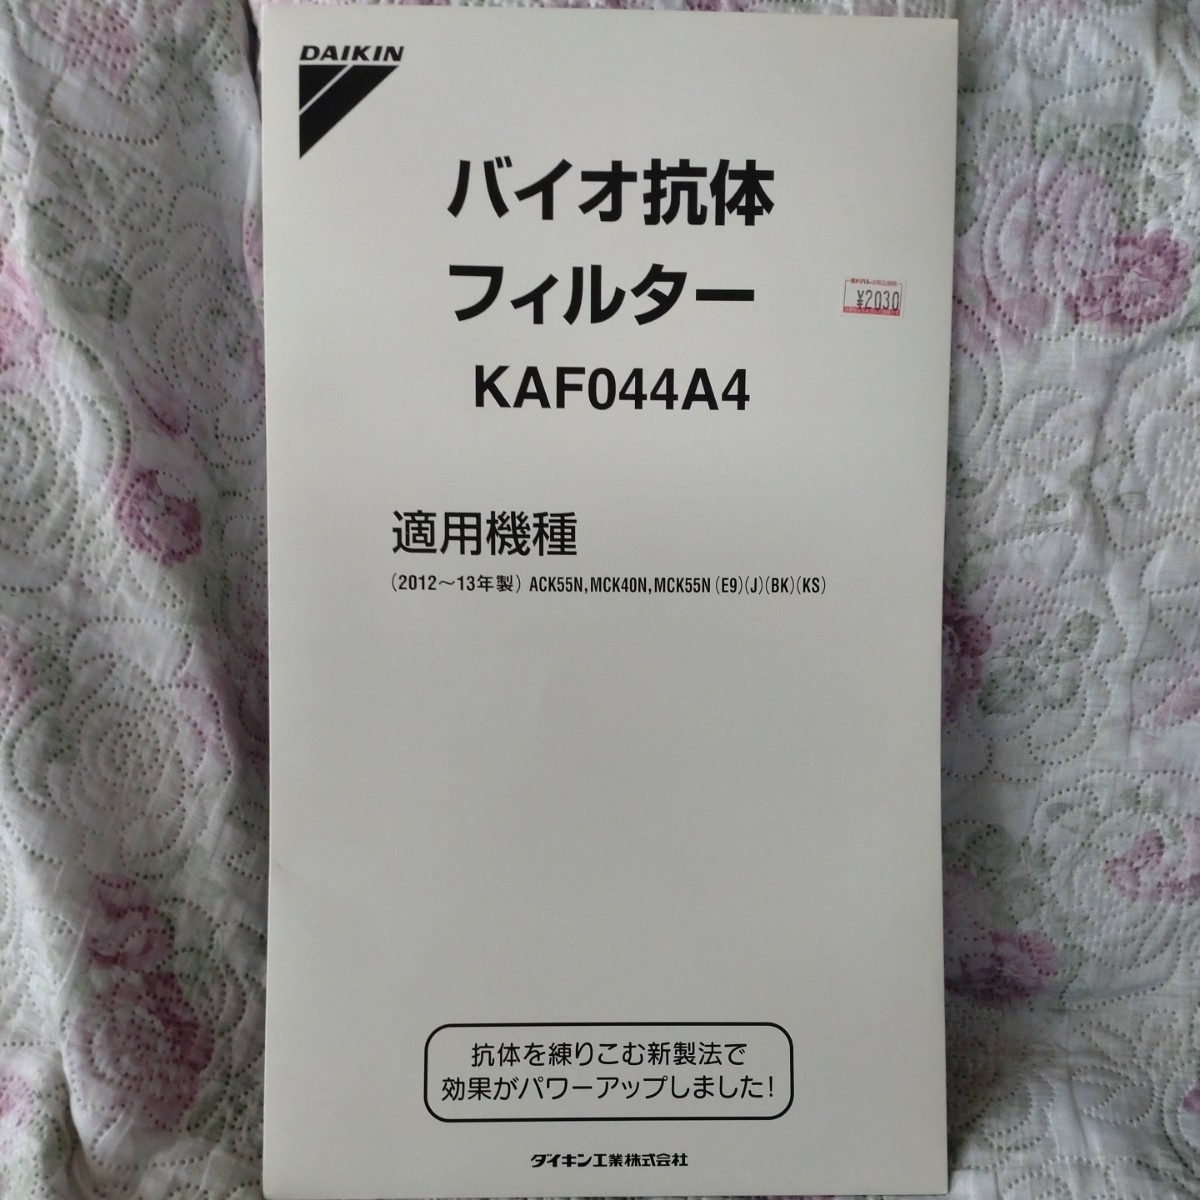 DAIKIN
バイオ抗体
フィルター
¥2030
KAF044A4
適用機種
(2012～13年製) ACK55N,MCK40N,MCK55N(E9)(J)(BK)(KS)
抗体を練りこむ新製法で
効果がパワーアップしました!
ダイキン工業株式会社